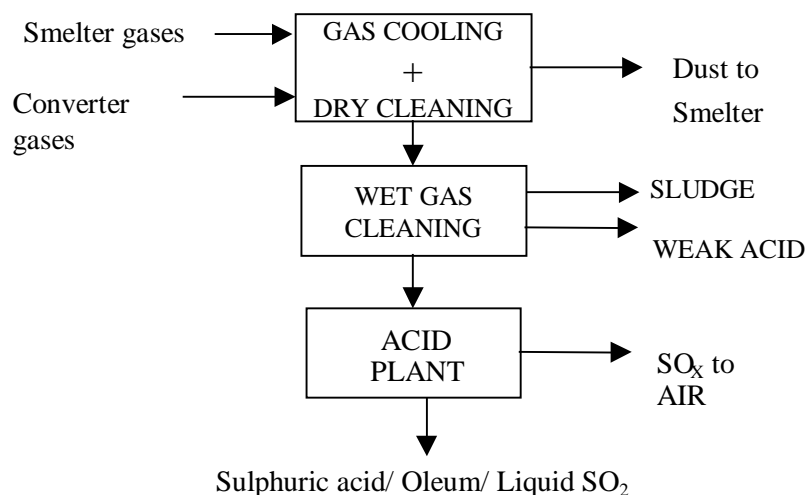 Smelter gases
GAS COOLING
+
DRY CLEANING
Converter
gases
Dust to
Smelter
WET GAS
CLEANING
SLUDGE
WEAK ACID
ACID
PLANT
SOX to
AIR
Sulphuric acid/ Oleum/ Liquid SO2